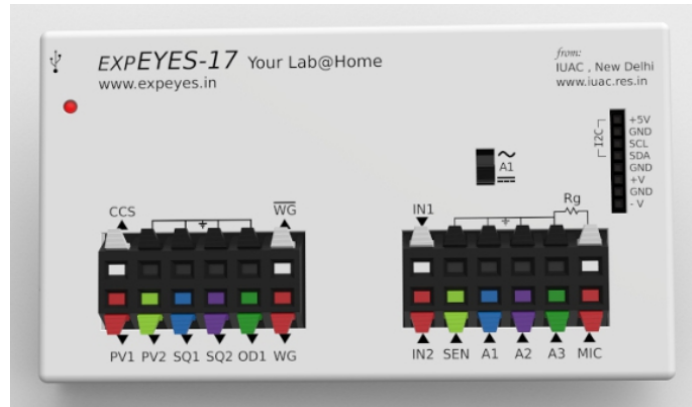 EXPEYES-17 Your Lab@Home
www.expeyes.in
from:
IUAC , New Delhi
www.iuac.res.in
I2C
+5V
GND
SCL
SDA
GND
+V
GND
- V
A1
Rg
CCS
WG
IN1
PV1 PV2 SQ1 SQ2 OD1 WG
IN2 SEN A1 A2 A3 MIC